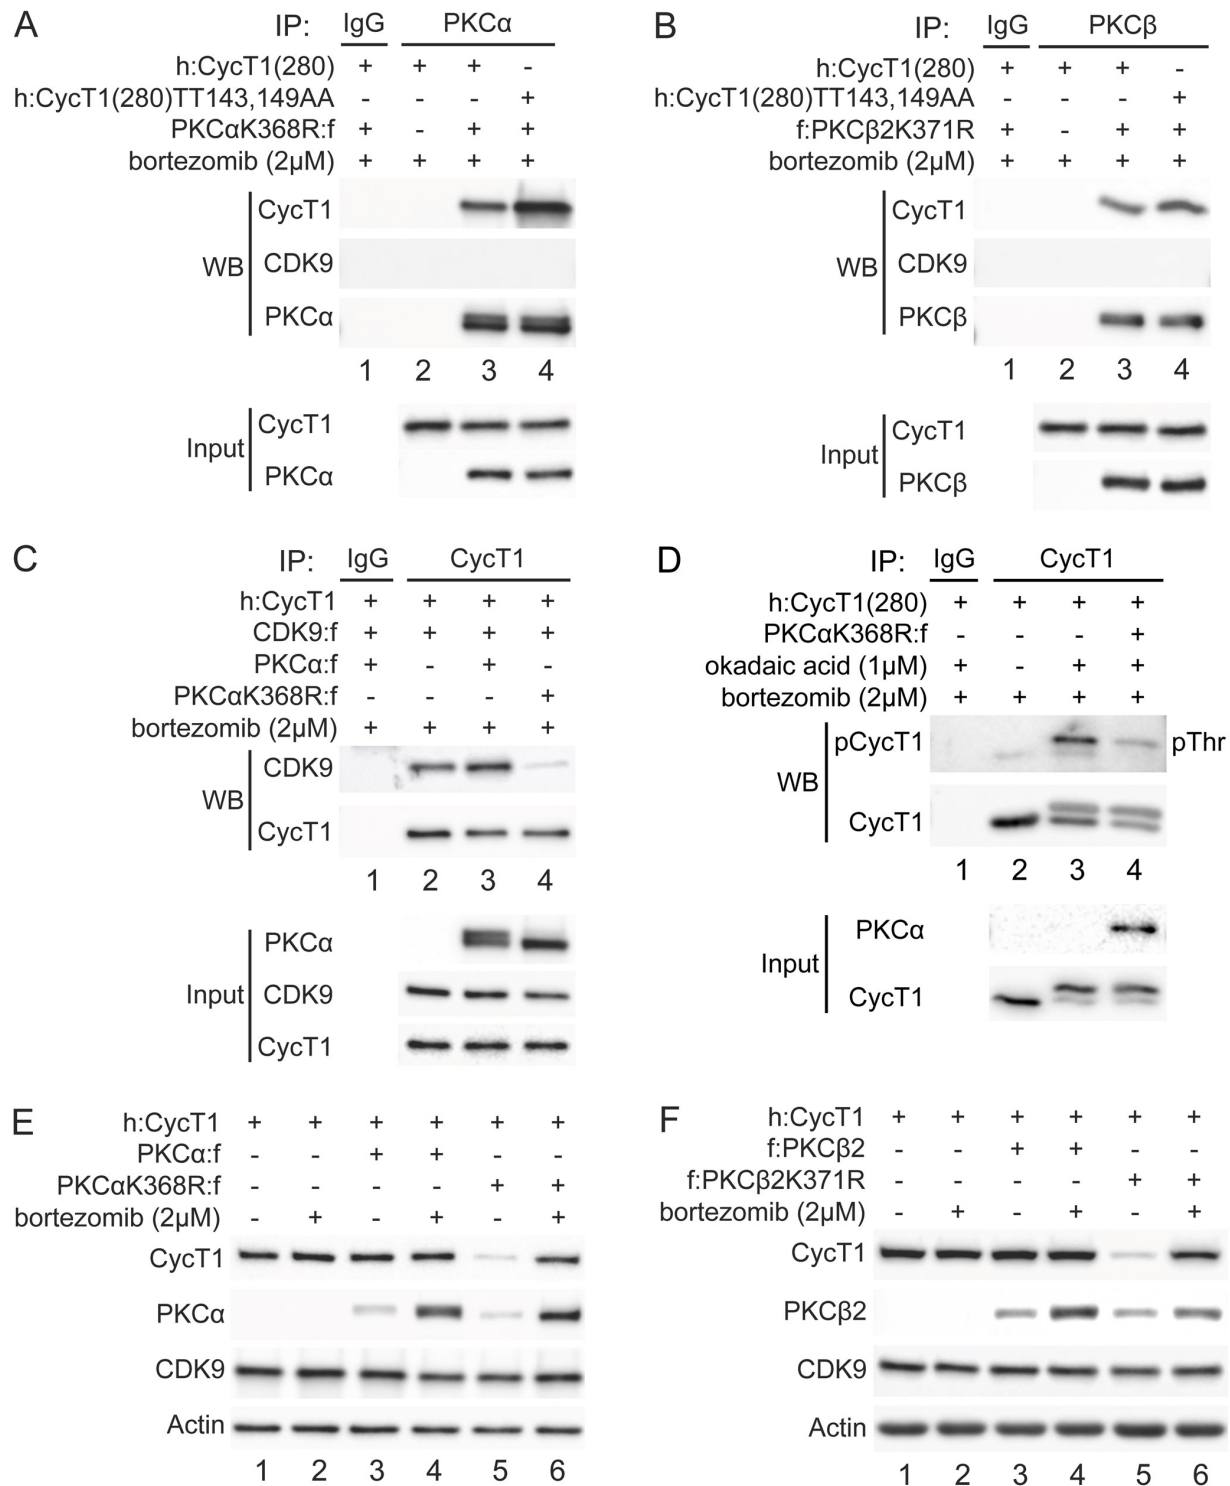 A IP: IgG PKCα
h:CycT1(280) + + + -
h:CycT1(280)TT143,149AA - - - +
PKCαK368R:f + - + +
bortezomib (2µM) + + + +
WB
CycT1
CDK9
PKCα
1 2 3 4
Input
CycT1
PKCα
B IP: IgG PKCβ
h:CycT1(280) + + + -
h:CycT1(280)TT143,149AA - - - +
f:PKCβ2K371R + - + +
bortezomib (2µM) + + + +
WB
CycT1
CDK9
PKCβ
1 2 3 4
Input
CycT1
PKCβ
C IP: IgG CycT1
h:CycT1 + + + +
CDK9:f + + + +
PKCα:f + - + -
PKCαK368R:f - - - +
bortezomib (2µM) + + + +
WB
CDK9
CycT1
1 2 3 4
Input
PKCα
CDK9
CycT1
D IP: IgG CycT1
h:CycT1(280) + + + +
PKCαK368R:f - - - +
okadaic acid (1µM) + - + +
bortezomib (2µM) + + + +
WB
pCycT1 pThr
CycT1
1 2 3 4
Input
PKCα
CycT1
E h:CycT1 + + + + + +
PKCα:f - - + + - -
PKCαK368R:f - - - - + +
bortezomib (2µM) - + - + - +
CycT1
PKCα
CDK9
Actin
1 2 3 4 5 6
F h:CycT1 + + + + + +
f:PKCβ2 - - + + - -
f:PKCβ2K371R - - - - + +
bortezomib (2µM) - + - + - +
CycT1
PKCβ2
CDK9
Actin
1 2 3 4 5 6